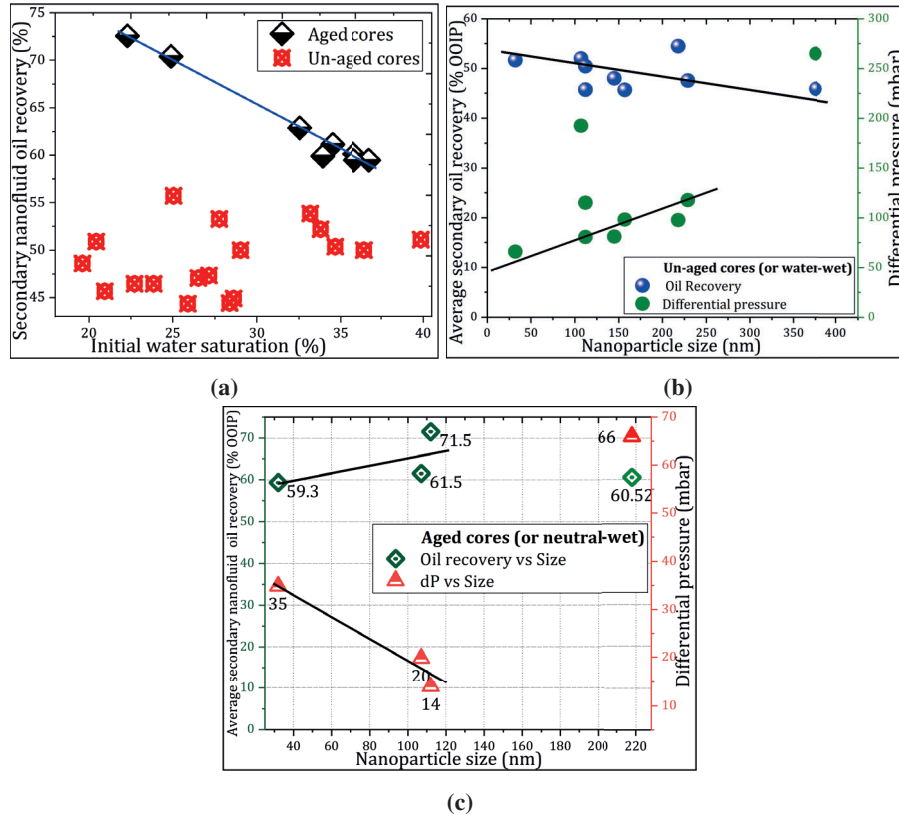 Secondary nanofluid oil recovery (%)
75
70
65
60
55
50
45
20 25 30 35 40
Initial water saturation (%)
Aged cores
Un-aged cores
(a)
Average secondary oil recovery (% OOIP)
60
50
40
30
20
10
0
0 50 100 150 200 250 300 350 400
Nanoparticle size (nm)
300
250
200
150
100
50
0
Differential pressure (mbar)
Un-aged cores (or water-wet)
Oil Recovery
Differential pressure
(b)
Average secondary nanofluid oil recovery (% OOIP)
70
60
50
40
30
20
10
0
40 60 80 100 120 140 160 180 200 220
Nanoparticle size (nm)
70
60
50
40
30
20
10
Differential pressure (mbar)
71.5
66
59.3
61.5
60.52
Aged cores (or neutral-wet)
Oil recovery vs Size
dP vs Size
35
20
14
(c)